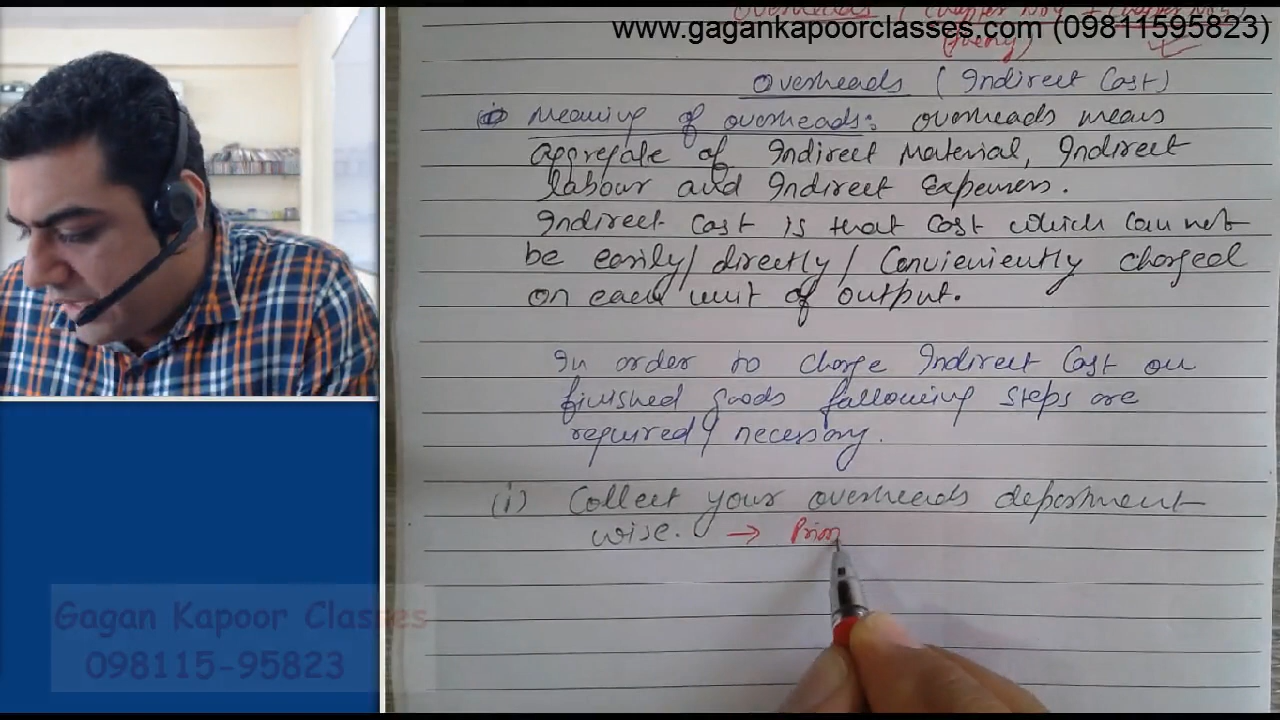 www.gagankapoorclasses.com (09811595823)
Overheads (Indirect Cost)
Meaning of overheads: overheads means
aggregate of Indirect Material, Indirect
labour and Indirect Expenses.
Indirect Cost is that cost which can not
be easily/directly/Convieniently charged
on each unit of output.
In order to charge Indirect Cost on
finished goods following steps are
required/necessary.
(i) Collect your overheads department
wise. → Prim
Gagan Kapoor Classes
098115-95823